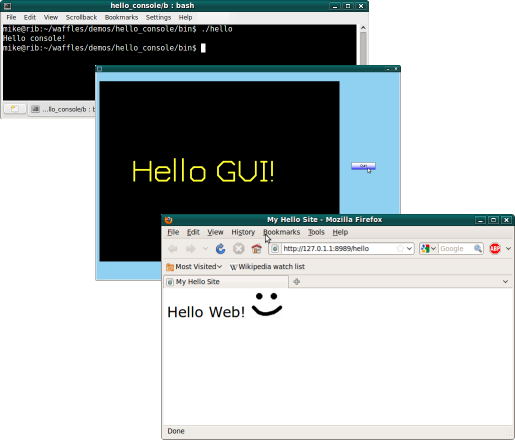 hello_console/b : bash
File Edit View Scrollback Bookmarks Settings Help
mike@rib:~/waffles/demos/hello_console/bin$ ./hello
Hello console!
mike@rib:~/waffles/demos/hello_console/bin$
...llo_console/b : b
Hello GUI!
My Hello Site - Mozilla Firefox
File Edit View History Bookmarks Tools Help
http://127.0.1.1:8989/hello
Google
ABP
Most Visited Wikipedia watch list
My Hello Site
Hello Web!
Done